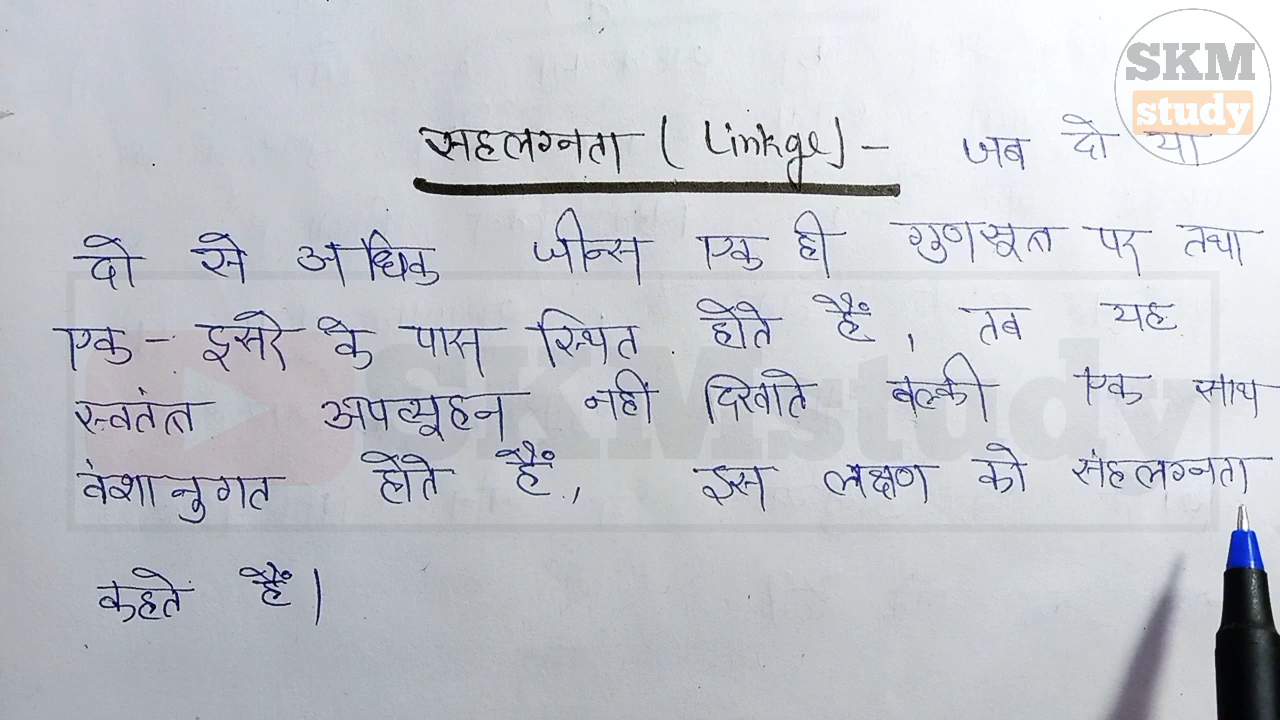 SKM
study
सहलग्नता (Linkge) - जब दो या
दो से अधिक जीन्स एक ही गुणसूत्र पर तथा
एक - दुसरे के पास स्थित होते हैं, तब यह
स्वतंत्र अपव्यूहन नही दिखाते बल्की एक साथ
वंशानुगत होते हैं, इस लक्षण को सहलग्नता
कहते हैं।
SKMstudy